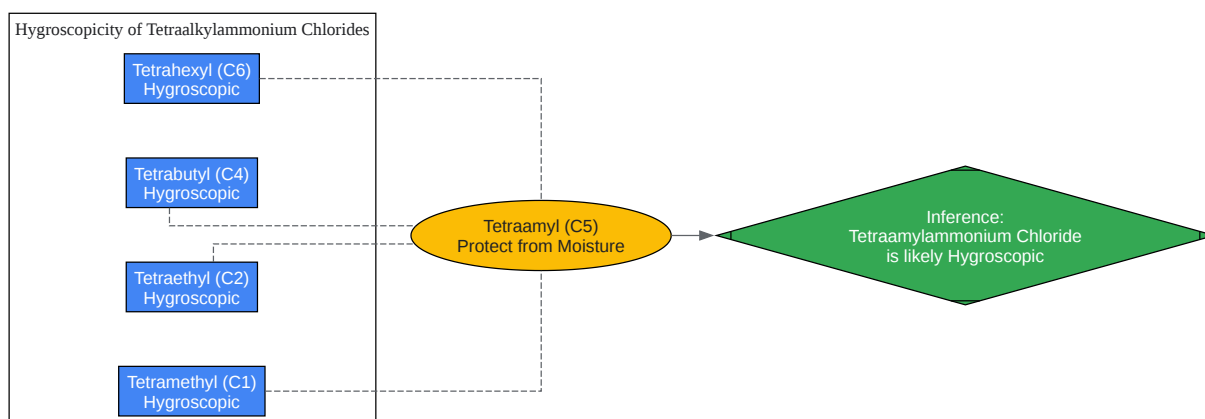 Hygroscopicity of Tetraalkylammonium Chlorides
Tetrahexyl (C6)
Hygroscopic
Tetrabutyl (C4)
Hygroscopic
Tetraethyl (C2)
Hygroscopic
Tetramethyl (C1)
Hygroscopic
Tetraamyl (C5)
Protect from Moisture
Inference:
Tetraamylammonium Chloride
is likely Hygroscopic